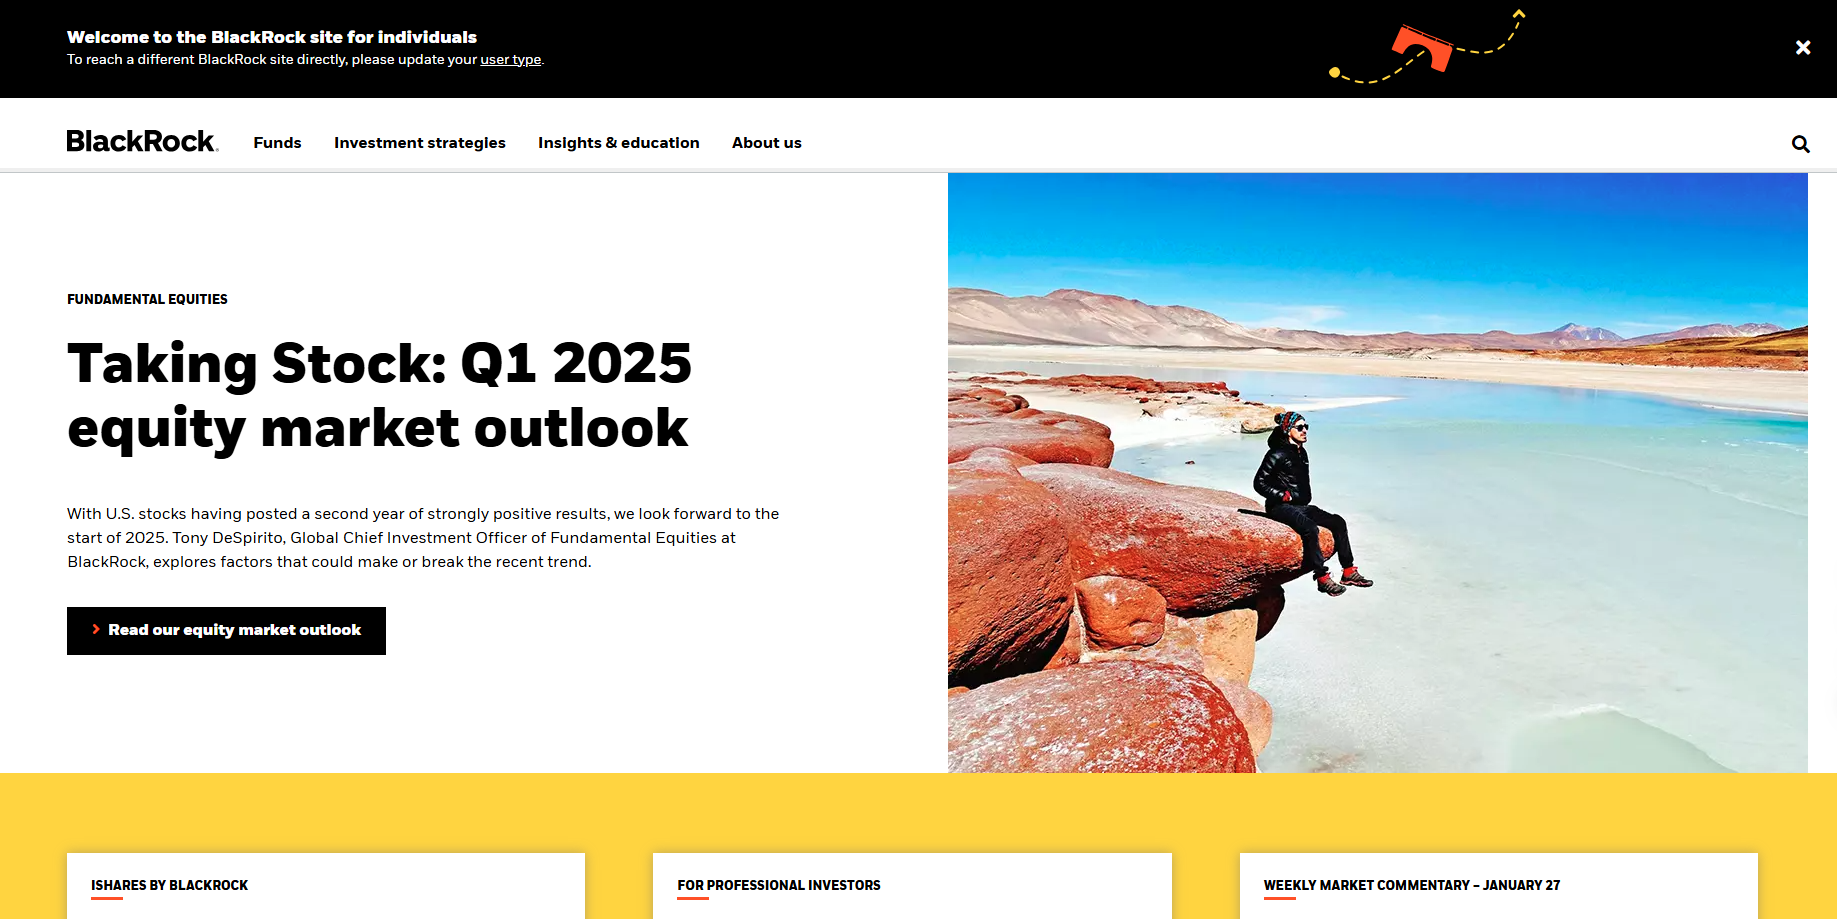 Welcome to the BlackRock site for individuals
To reach a different BlackRock site directly, please update your user type.
BlackRock.
Funds
Investment strategies
Insights & education
About us
FUNDAMENTAL EQUITIES
Taking Stock: Q1 2025
equity market outlook
With U.S. stocks having posted a second year of strongly positive results, we look forward to the
start of 2025. Tony DeSpirito, Global Chief Investment Officer of Fundamental Equities at
BlackRock, explores factors that could make or break the recent trend.
Read our equity market outlook
ISHARES BY BLACKROCK
FOR PROFESSIONAL INVESTORS
WEEKLY MARKET COMMENTARY – JANUARY 27